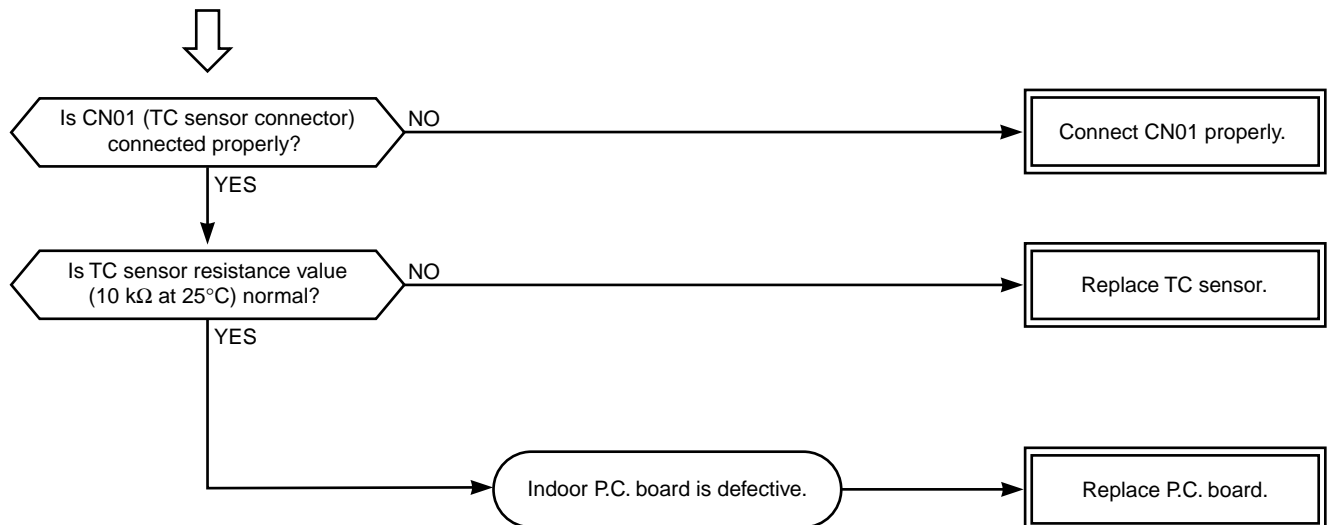 Is CN01 (TC sensor connector)
connected properly?
NO
Connect CN01 properly.
YES
Is TC sensor resistance value
(10 kΩ at 25°C) normal?
NO
Replace TC sensor.
YES
Indoor P.C. board is defective.
Replace P.C. board.